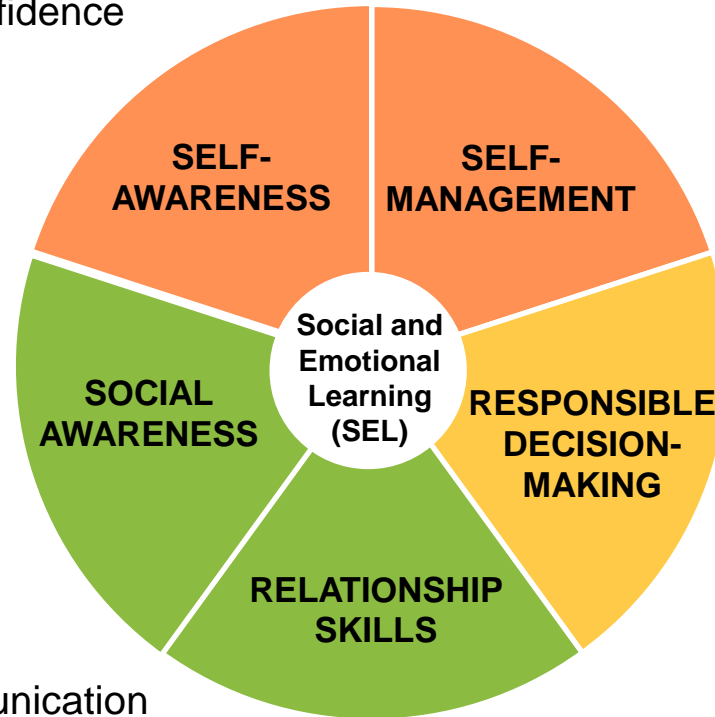 fidence
SELF-
AWARENESS
SELF-
MANAGEMENT
Social and
Emotional
Learning
(SEL)
SOCIAL
AWARENESS
RESPONSIBLE
DECISION-
MAKING
RELATIONSHIP
SKILLS
unication